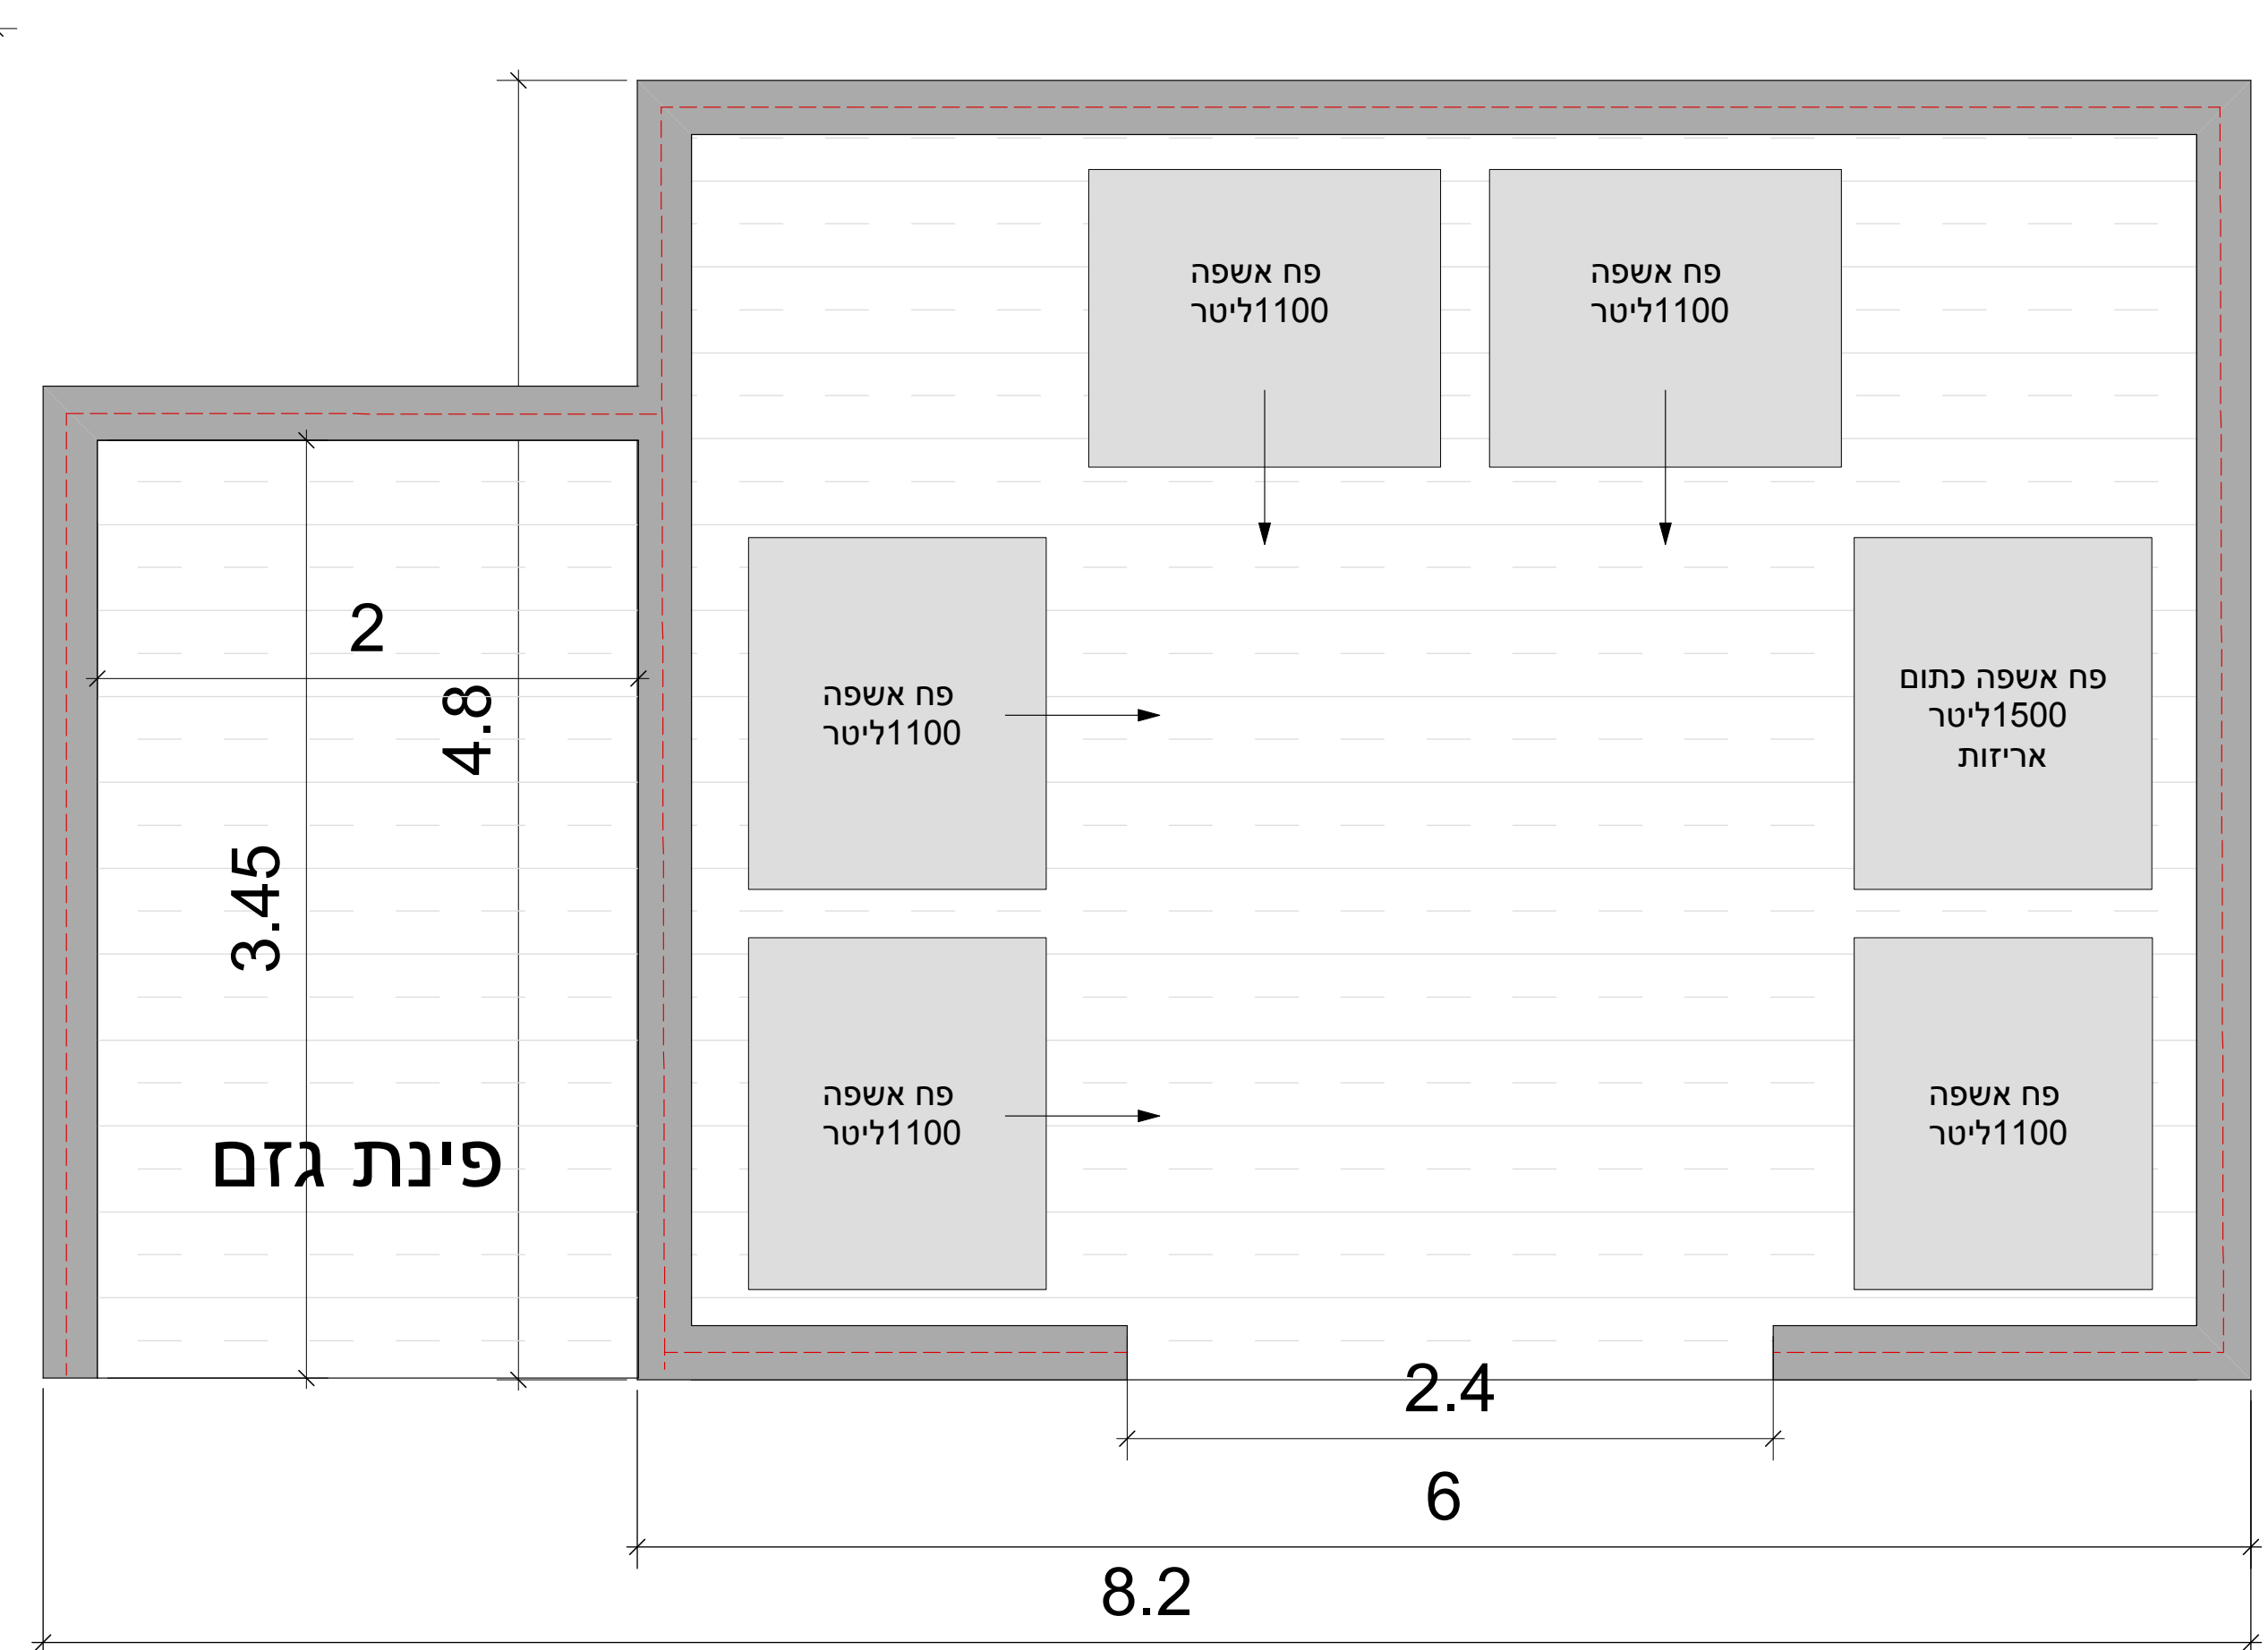 פח אשפה
1100ליטר
פח אשפה
1100ליטר
2
4.8
3.45
פינת גזם
פח אשפה
1100ליטר
פח אשפה כתום
1500ליטר
אריזות
פח אשפה
1100ליטר
פח אשפה
1100ליטר
2.4
6
8.2